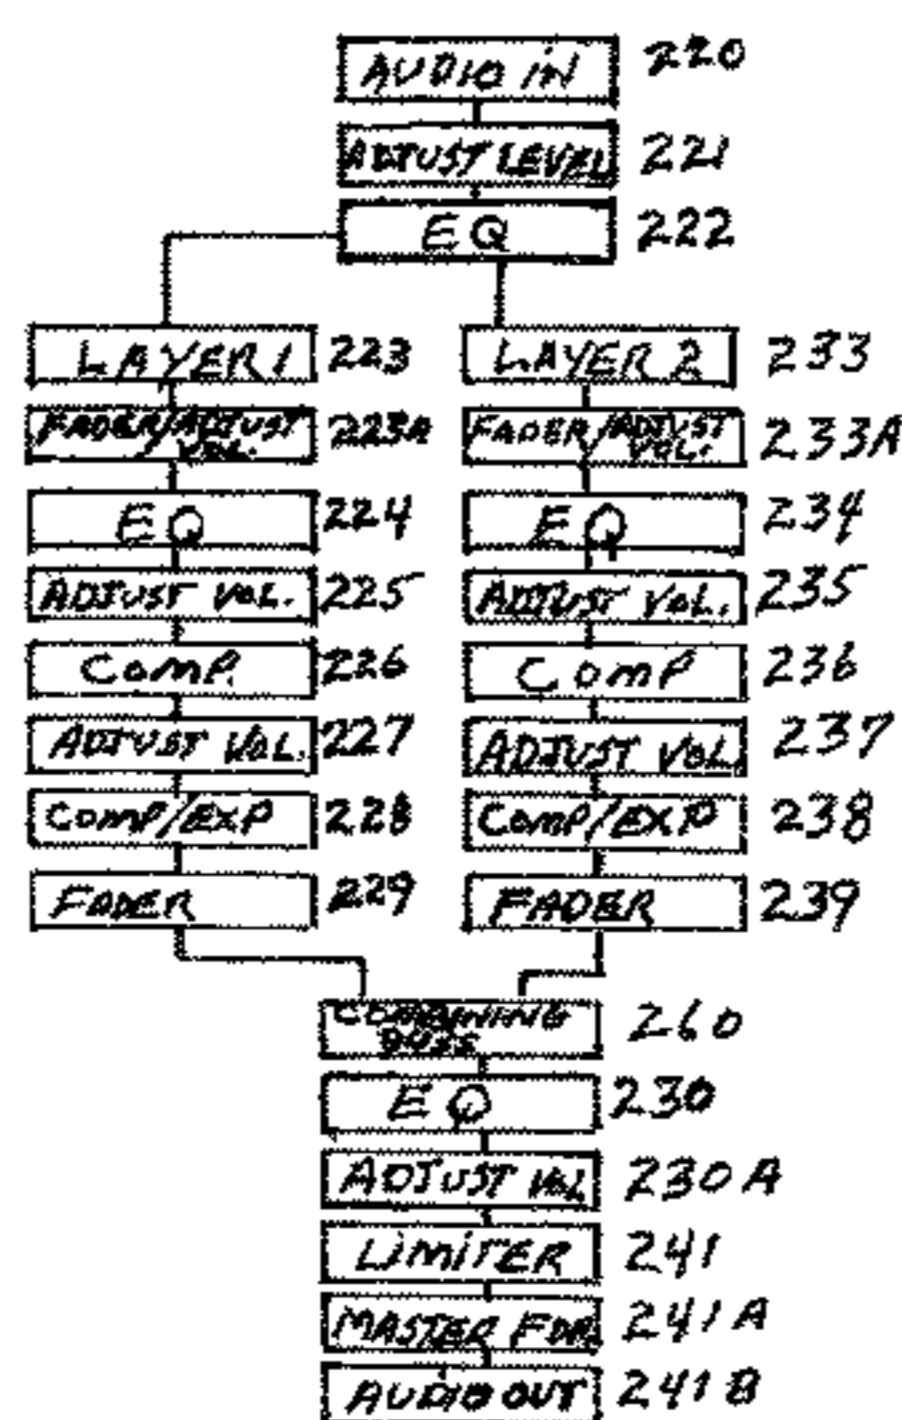 AUDIO IN 220
ADJUST LEVEL 221
EQ 222
LAYER 1 223
FADER/ADJUST VOL. 223A
EQ 224
ADJUST VOL. 225
COMP. 226
ADJUST VOL. 227
COMP/EXP 228
FADER 229
LAYER 2 233
FADER/ADJUST VOL. 233A
EQ 234
ADJUST VOL. 235
COMP 236
ADJUST VOL. 237
COMP/EXP 238
FADER 239
COMBINING BUSS 260
EQ 230
ADJUST VOL 230A
LIMITER 241
MASTER FDR. 241A
AUDIO OUT 241B